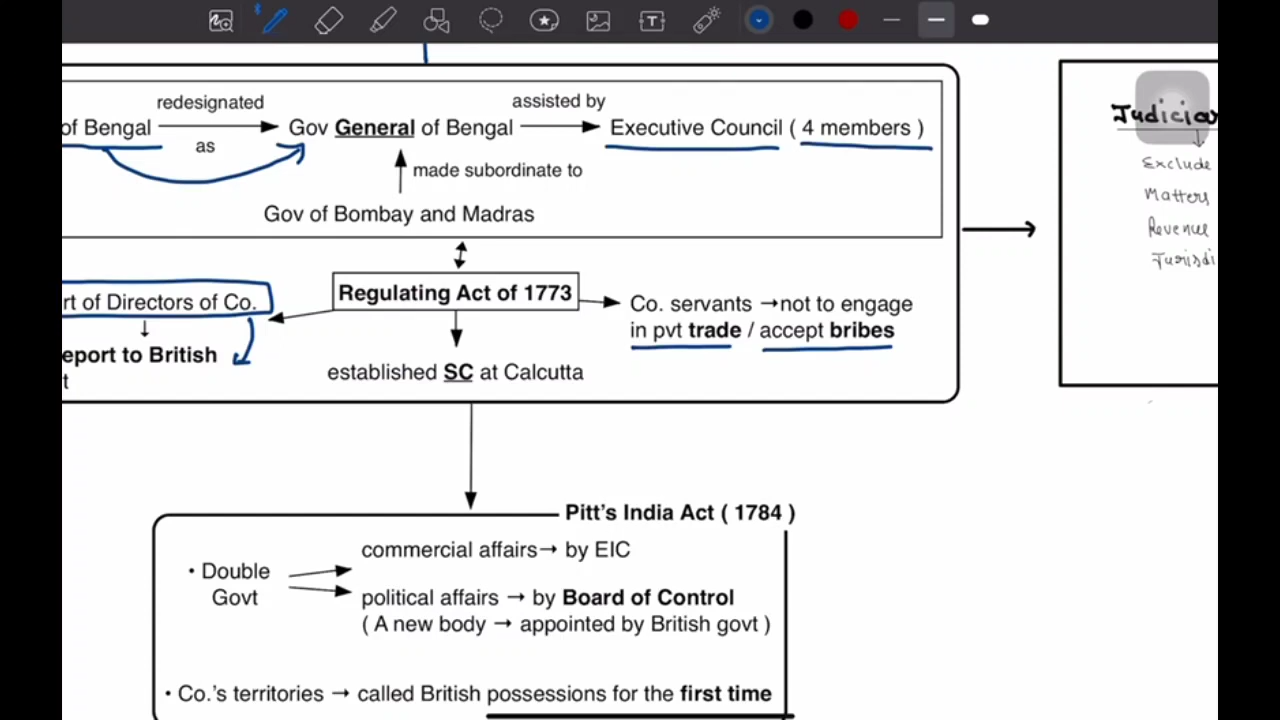 redesignated
assisted by
of Bengal → Gov General of Bengal → Executive Council ( 4 members )
as
made subordinate to
Gov of Bombay and Madras
Judiciar
Exclude
Matters
Revenue
Jurisdi
rt of Directors of Co.
Regulating Act of 1773
Co. servants → not to engage
in pvt trade / accept bribes
↓
eport to British
t
established SC at Calcutta
Pitt's India Act ( 1784 )
commercial affairs → by EIC
• Double
Govt
political affairs → by Board of Control
( A new body → appointed by British govt )
• Co.'s territories → called British possessions for the first time